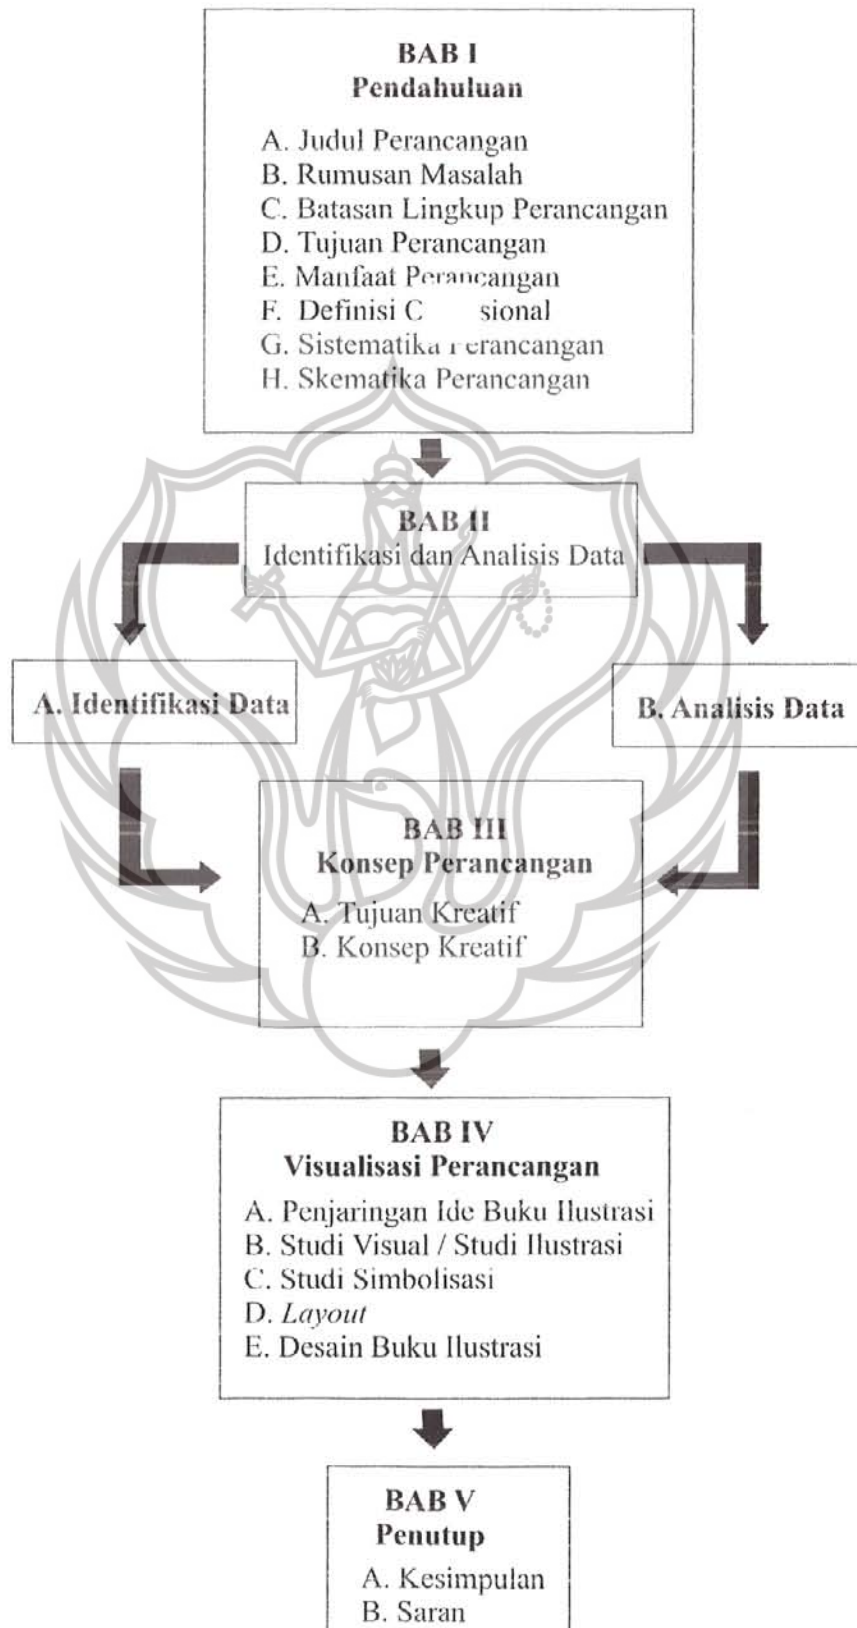 BAB I
Pendahuluan
A. Judul Perancangan
B. Rumusan Masalah
C. Batasan Lingkup Perancangan
D. Tujuan Perancangan
E. Manfaat Perancangan
F. Definisi
G. Sistematika Perancangan
H. Skematika Perancangan
BAB II
Identifikasi dan Analisis Data
A. Identifikasi Data
B. Analisis Data
BAB III
Konsep Perancangan
A. Tujuan Kreatif
B. Konsep Kreatif
BAB IV
Visualisasi Perancangan
A. Penjaringan Ide Buku Ilustrasi
B. Studi Visual / Studi Ilustrasi
C. Studi Simbolisasi
D. Layout
E. Desain Buku Ilustrasi
BAB V
Penutup
A. Kesimpulan
B. Saran